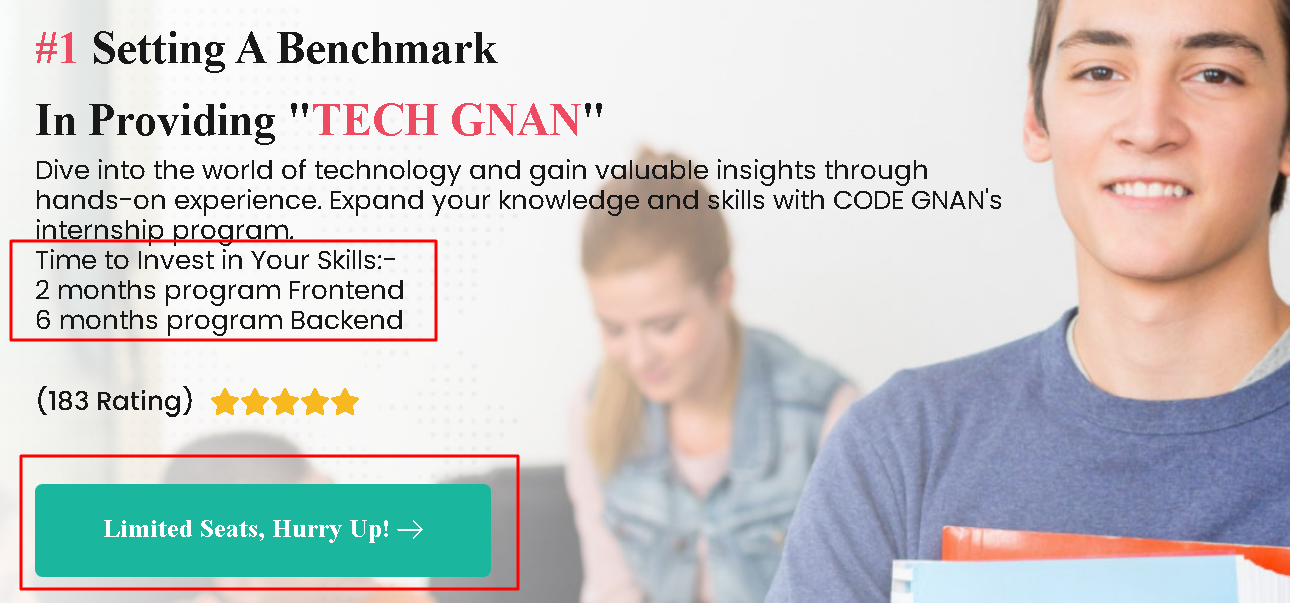 #1 Setting A Benchmark
In Providing "TECH GNAN"
Dive into the world of technology and gain valuable insights through
hands-on experience. Expand your knowledge and skills with CODE GNAN's
internship program.
Time to Invest in Your Skills:-
2 months program Frontend
6 months program Backend
(183 Rating)
Limited Seats, Hurry Up! →